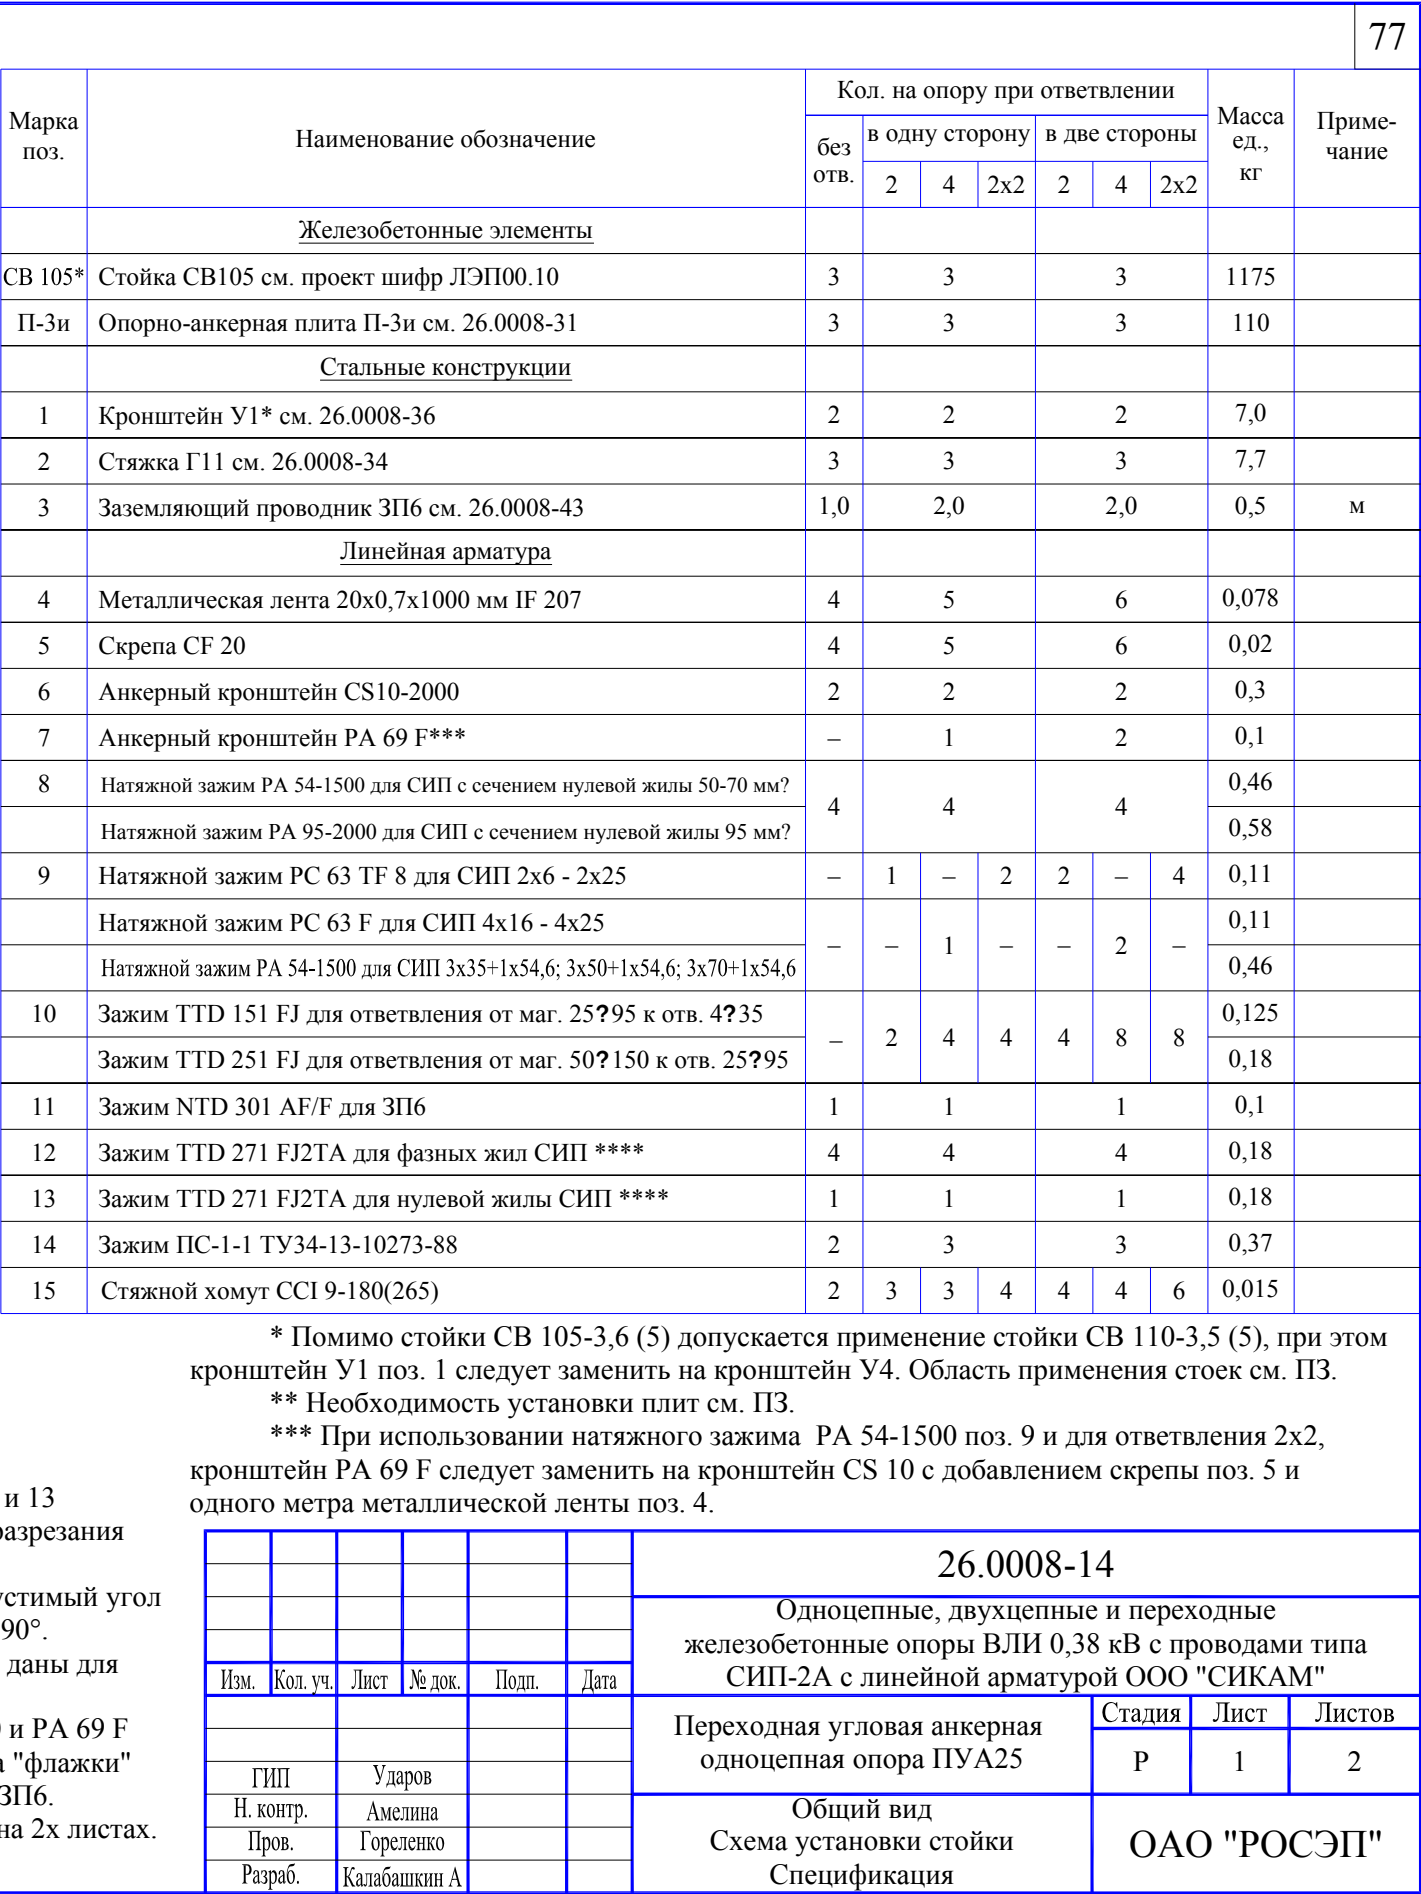 77
Марка поз. Наименование обозначение Кол. на опору при ответвлении Масса ед., кг Приме-чание
без отв. в одну сторону в две стороны
2 4 2х2 2 4 2х2
Железобетонные элементы
СВ 105* Стойка СВ105 см. проект шифр ЛЭП00.10 3 3 3 1175
П-3и Опорно-анкерная плита П-3и см. 26.0008-31 3 3 3 110
Стальные конструкции
1 Кронштейн У1* см. 26.0008-36 2 2 2 7,0
2 Стяжка Г11 см. 26.0008-34 3 3 3 7,7
3 Заземляющий проводник ЗП6 см. 26.0008-43 1,0 2,0 2,0 0,5 м
Линейная арматура
4 Металлическая лента 20х0,7х1000 мм IF 207 4 5 6 0,078
5 Скрепа CF 20 4 5 6 0,02
6 Анкерный кронштейн CS10-2000 2 2 2 0,3
7 Анкерный кронштейн PA 69 F*** – 1 2 0,1
8 Натяжной зажим PA 54-1500 для СИП с сечением нулевой жилы 50-70 мм? 4 4 4 0,46
Натяжной зажим PA 95-2000 для СИП с сечением нулевой жилы 95 мм? 0,58
9 Натяжной зажим PC 63 TF 8 для СИП 2х6 - 2х25 – 1 – 2 2 – 4 0,11
Натяжной зажим PC 63 F для СИП 4х16 - 4х25 – – 1 – – 2 – 0,11
Натяжной зажим PA 54-1500 для СИП 3х35+1х54,6; 3х50+1х54,6; 3х70+1х54,6 0,46
10 Зажим TTD 151 FJ для ответвления от маг. 25?95 к отв. 4?35 – 2 4 4 4 8 8 0,125
Зажим TTD 251 FJ для ответвления от маг. 50?150 к отв. 25?95 0,18
11 Зажим NTD 301 AF/F для ЗП6 1 1 1 0,1
12 Зажим TTD 271 FJ2TA для фазных жил СИП **** 4 4 4 0,18
13 Зажим TTD 271 FJ2TA для нулевой жилы СИП **** 1 1 1 0,18
14 Зажим ПС-1-1 ТУ34-13-10273-88 2 3 3 0,37
15 Стяжной хомут CCI 9-180(265) 2 3 3 4 4 4 6 0,015
* Помимо стойки СВ 105-3,6 (5) допускается применение стойки СВ 110-3,5 (5), при этом
кронштейн У1 поз. 1 следует заменить на кронштейн У4. Область применения стоек см. ПЗ.
** Необходимость установки плит см. ПЗ.
*** При использовании натяжного зажима PA 54-1500 поз. 9 и для ответвления 2х2,
кронштейн PA 69 F следует заменить на кронштейн CS 10 с добавлением скрепы поз. 5 и
одного метра металлической ленты поз. 4.
и 13
разрезания
устимый угол
90°.
даны для
и PA 69 F
а "флажки"
ЗП6.
на 2х листах.
26.0008-14
Одноцепные, двухцепные и переходные
железобетонные опоры ВЛИ 0,38 кВ с проводами типа
СИП-2А с линейной арматурой ООО "СИКАМ"
Изм. Кол. уч. Лист № док. Подп. Дата
Переходная угловая анкерная
одноцепная опора ПУА25
Стадия Лист Листов
Р 1 2
ГИП Ударов
Н. контр. Амелина
Пров. Гореленко
Разраб. Калабашкин А
Общий вид
Схема установки стойки
Спецификация
ОАО "РОСЭП"